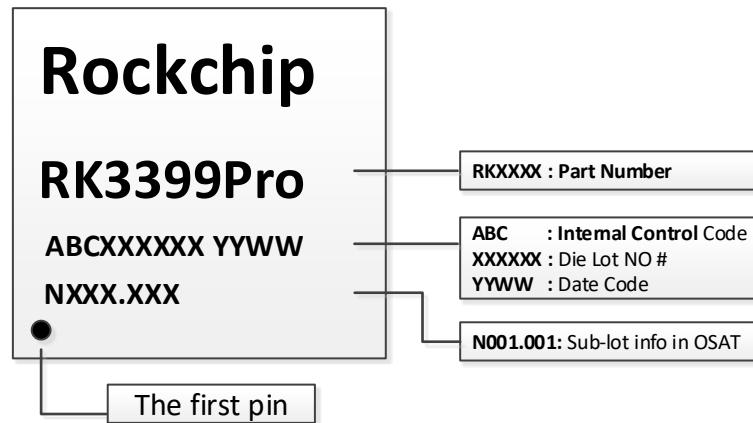 Rockchip
RK3399Pro
ABCXXXXXX YYWW
NXXX.XXX
The first pin
RKXXXX : Part Number
ABC : Internal Control Code
XXXXXX : Die Lot NO #
YYWW : Date Code
N001.001: Sub-lot info in OSAT